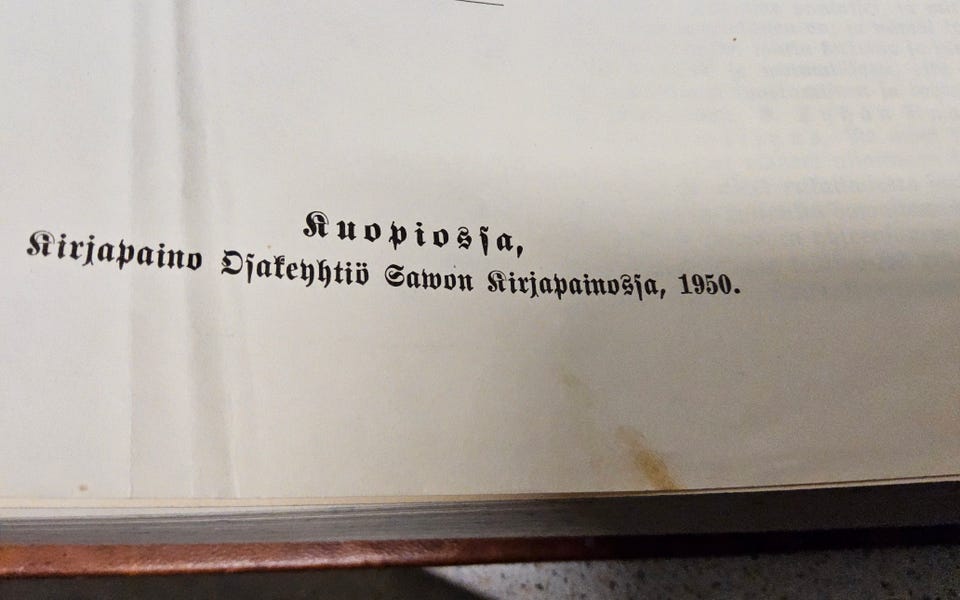 Kuopiossa,
Kirjapaino Osakeyhtiö Sawon Kirjapainossa, 1950.